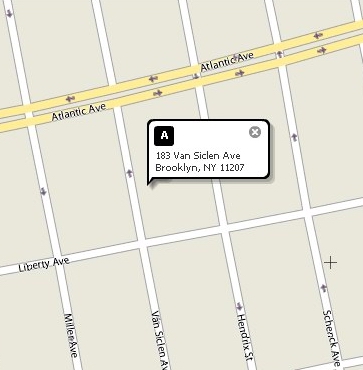 Atlantic Ave
Atlantic Ave
A
183 Van Siclen Ave
Brooklyn, NY 11207
Liberty Ave
Miller Ave
Van Siclen Av
Hendrix St
Schenck Ave